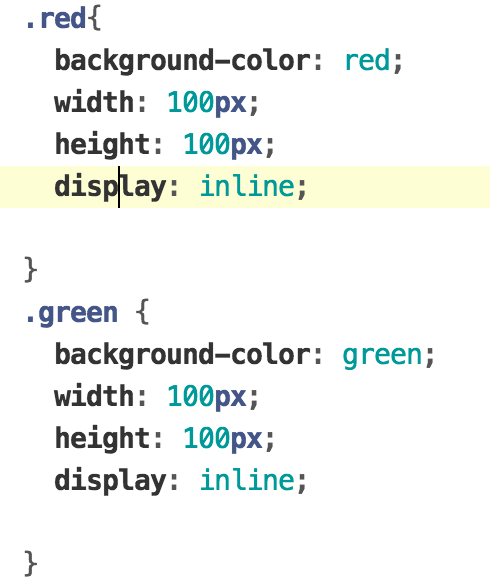 .red{
background-color: red;
width: 100px;
height: 100px;
display: inline;
}
.green {
background-color: green;
width: 100px;
height: 100px;
display: inline;
}